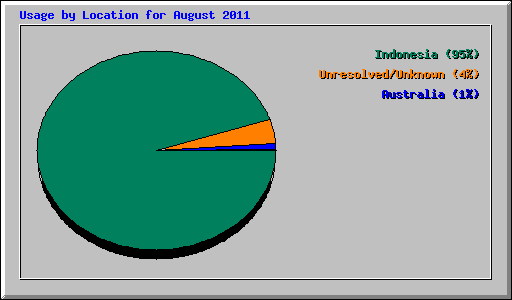 Usage by Location for August 2011
Indonesia (95%)
Unresolved/Unknown (4%)
Australia (1%)